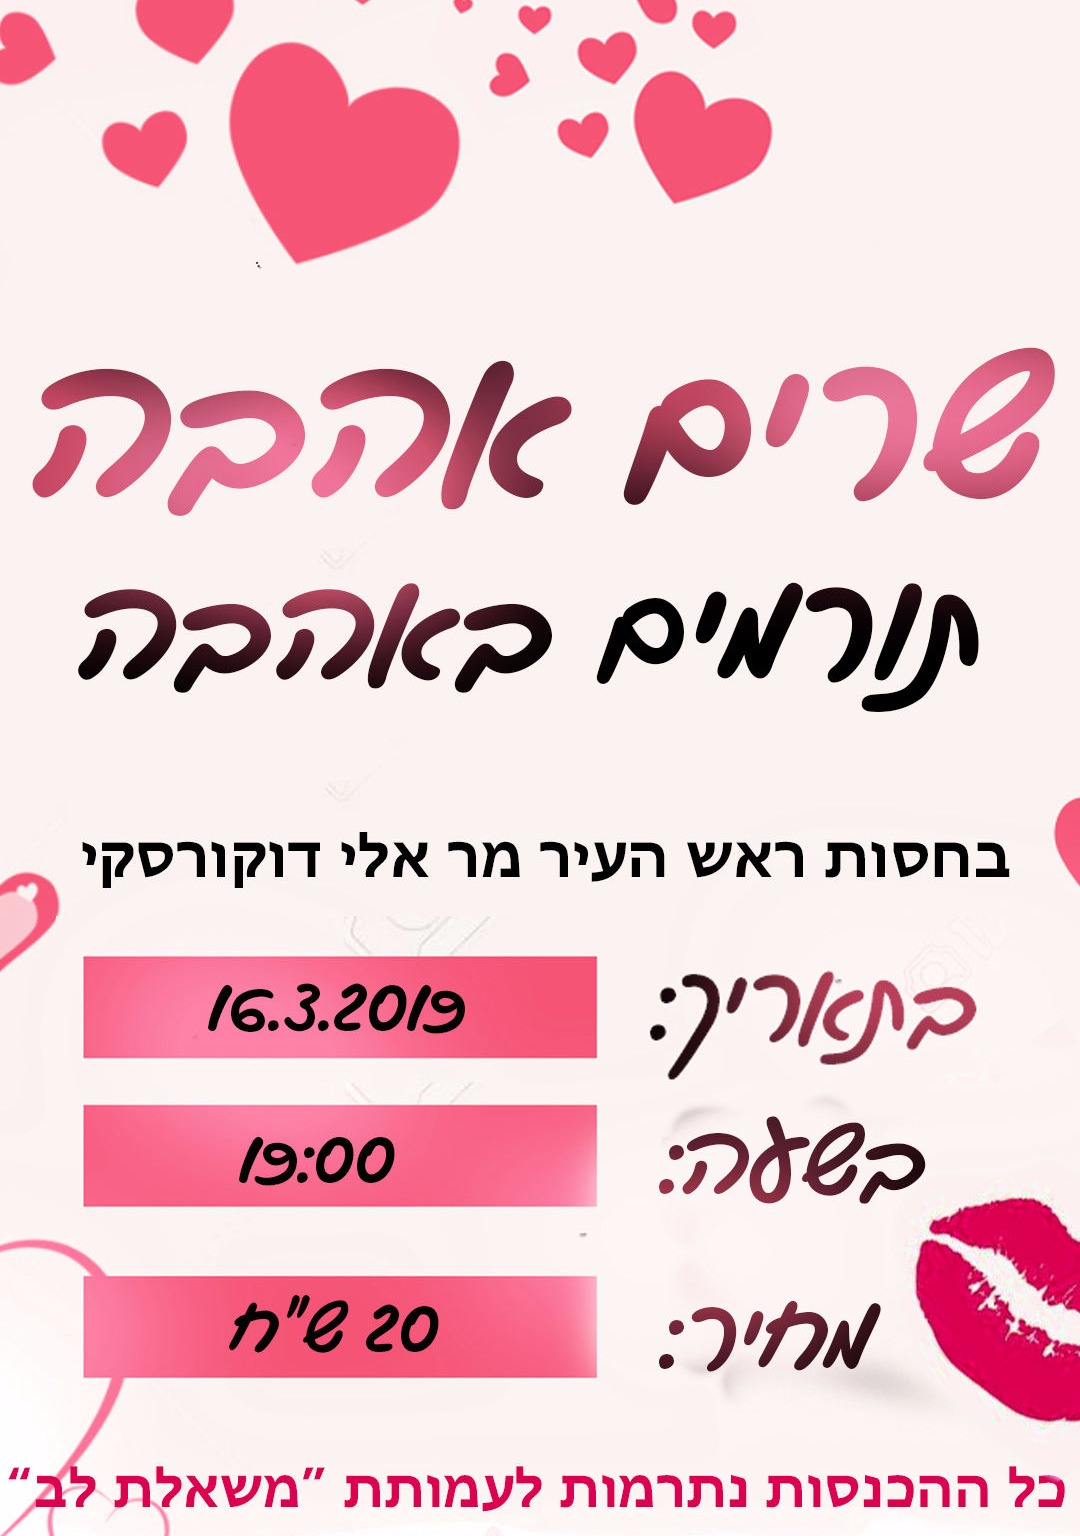 שרים אהבה
תורמים באהבה
בחסות ראש העיר מר אלי דוקורסקי
בתאריך: 16.3.2019
בשעה: 19:00
מחיר: 20 ש"ח
כל ההכנסות נתרמות לעמותת ״משאלת לב“